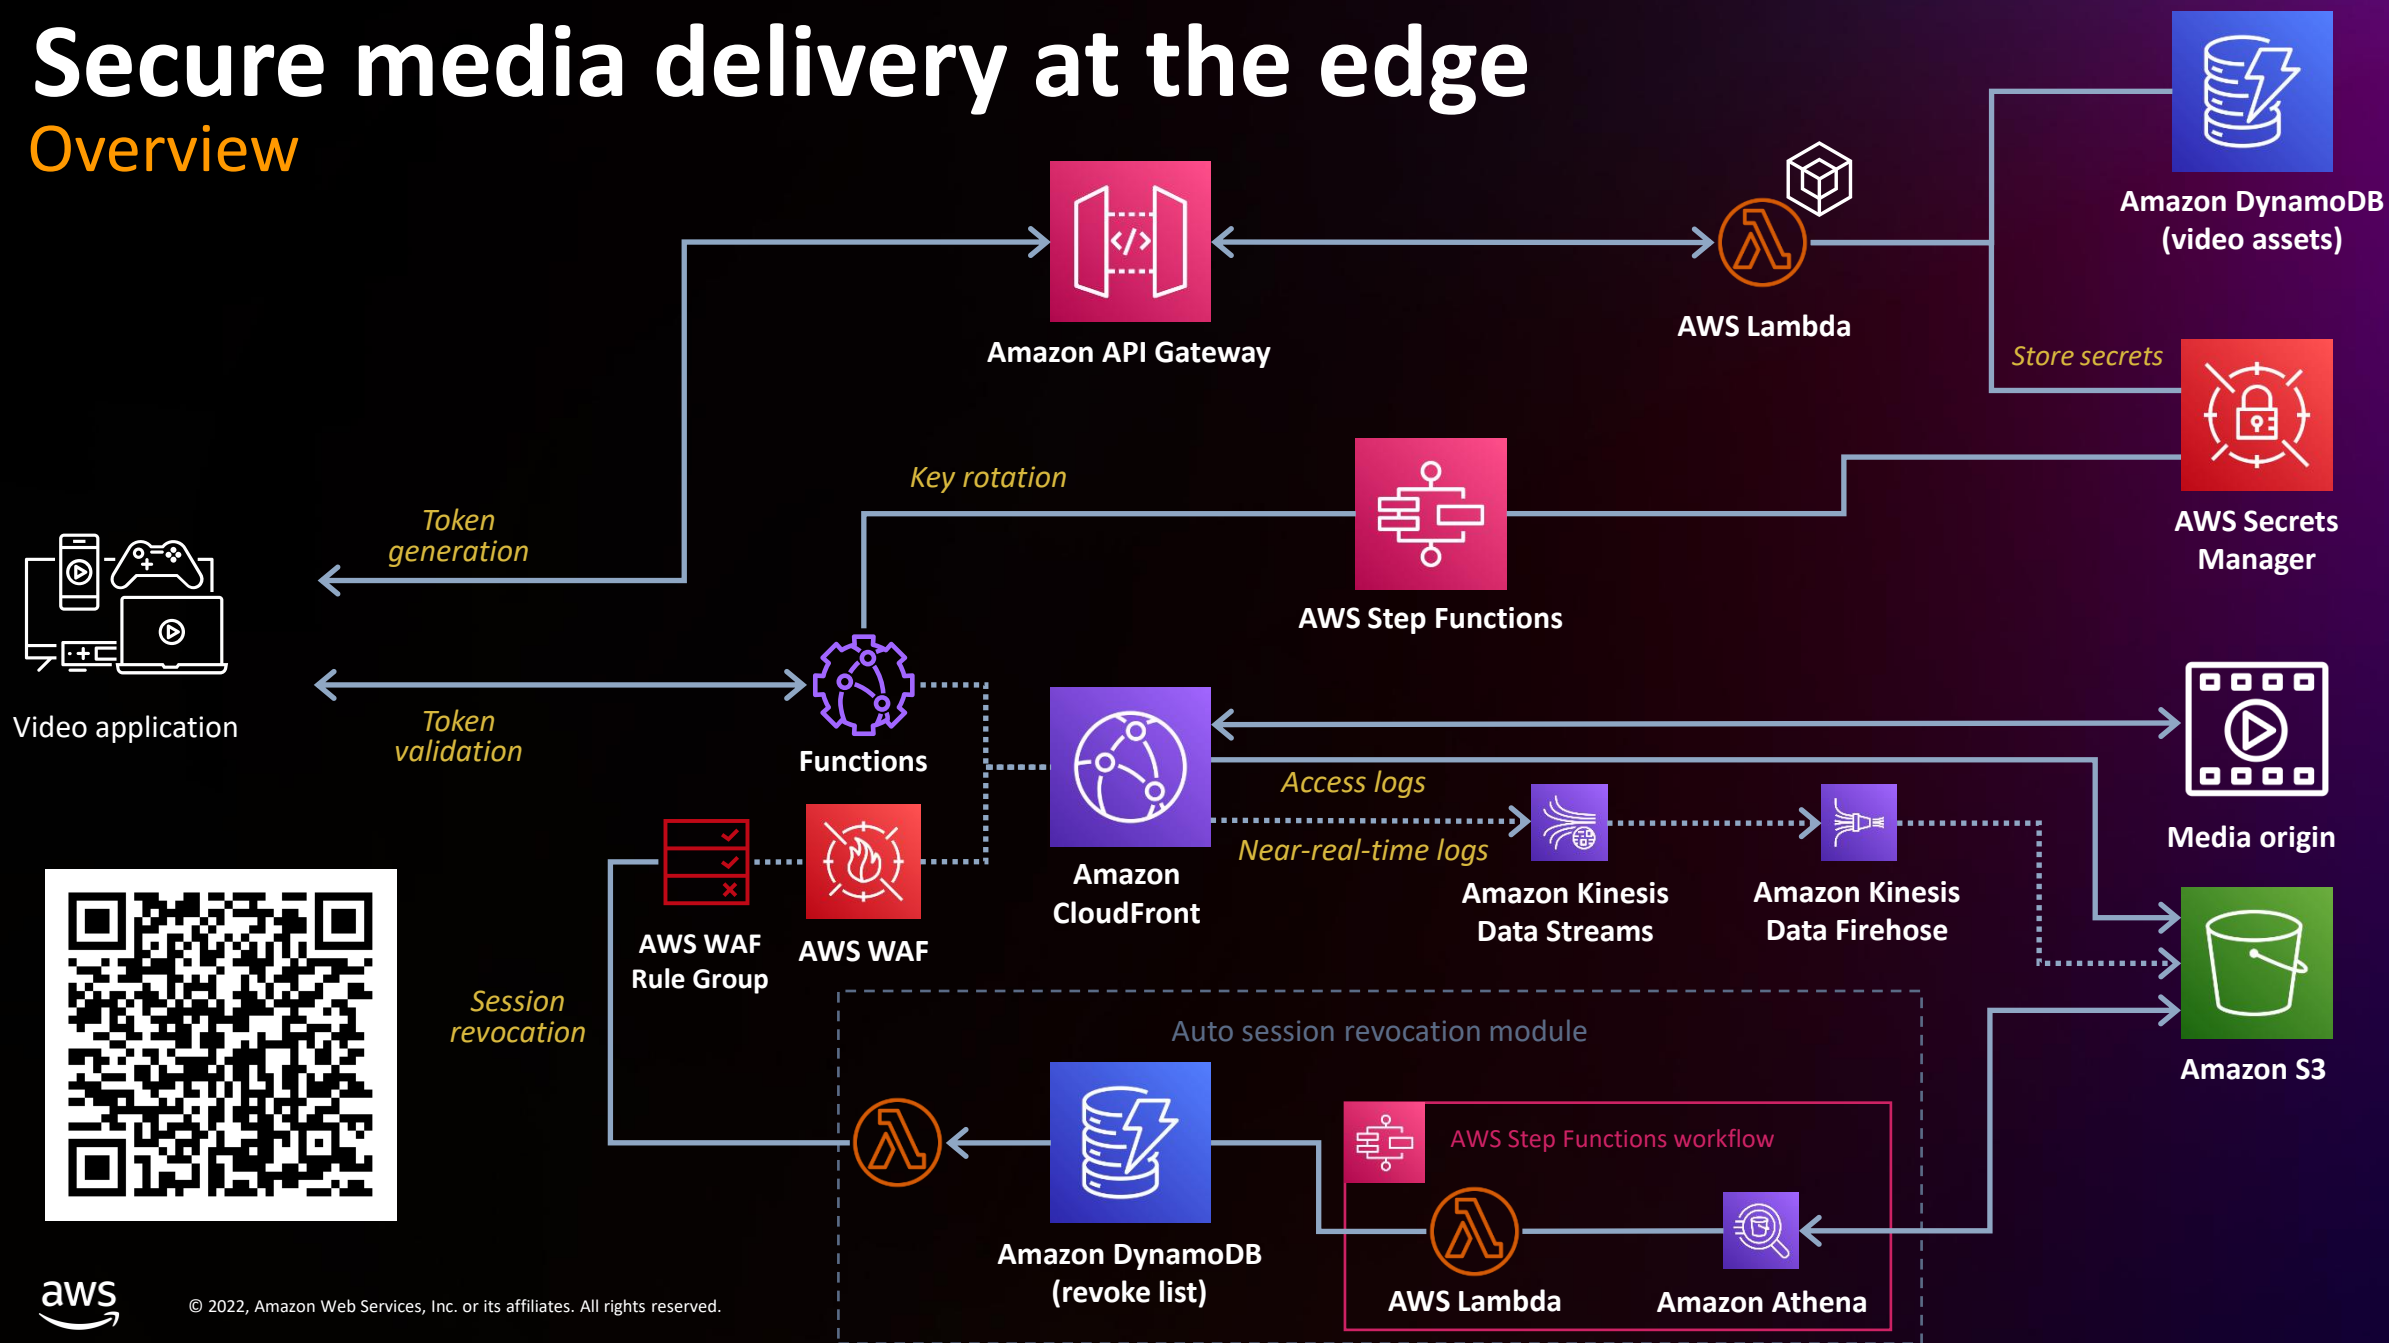 Secure media delivery at the edge
Overview
Amazon DynamoDB
(video assets)
AWS Lambda
Amazon API Gateway
Store secrets
Key rotation
Token
generation
AWS Secrets
Manager
AWS Step Functions
Video application
Token
validation
Functions
Access logs
Near-real-time logs
Media origin
Amazon
CloudFront
Amazon Kinesis
Data Streams
Amazon Kinesis
Data Firehose
AWS WAF
Rule Group
AWS WAF
Session
revocation
Auto session revocation module
Amazon S3
AWS Step Functions workflow
Amazon DynamoDB
(revoke list)
AWS Lambda
Amazon Athena
aws
© 2022, Amazon Web Services, Inc. or its affiliates. All rights reserved.